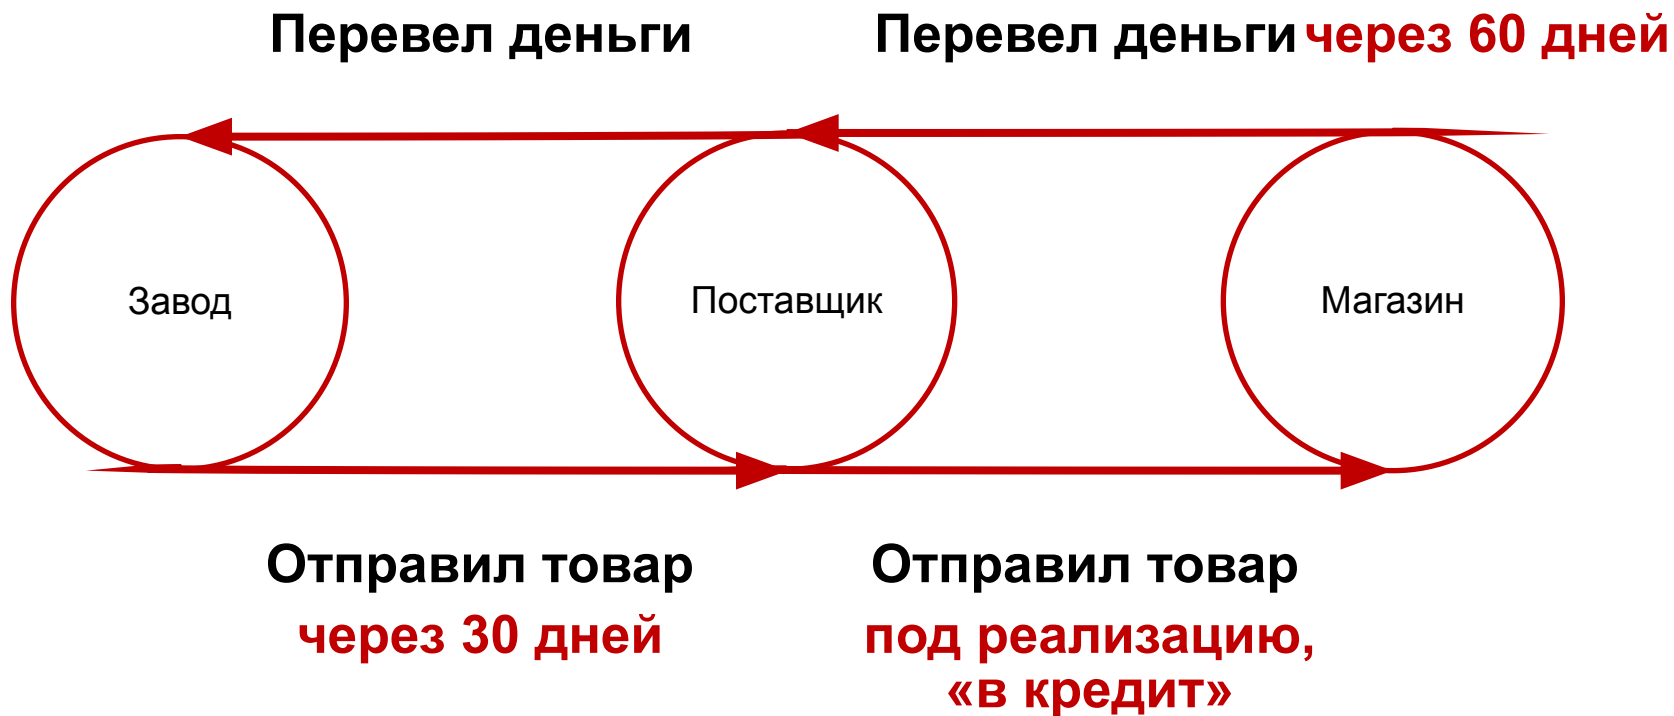 Перевел деньги
Перевел деньги через 60 дней
Завод
Поставщик
Магазин
Отправил товар
через 30 дней
Отправил товар
под реализацию,
«в кредит»